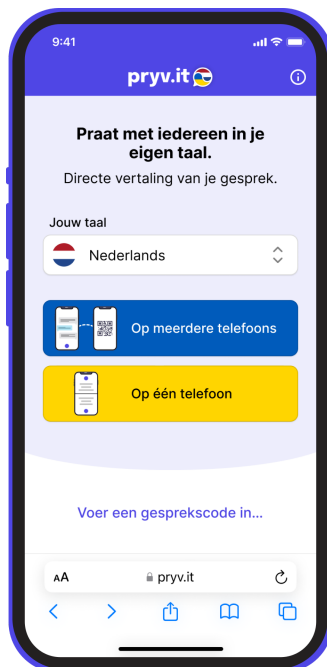 9:41
pryv.it
Praat met iedereen in je
eigen taal.
Directe vertaling van je gesprek.
Jouw taal
Nederlands
Op meerdere telefoons
Op één telefoon
Voer een gesprekscode in...
AA
pryv.it